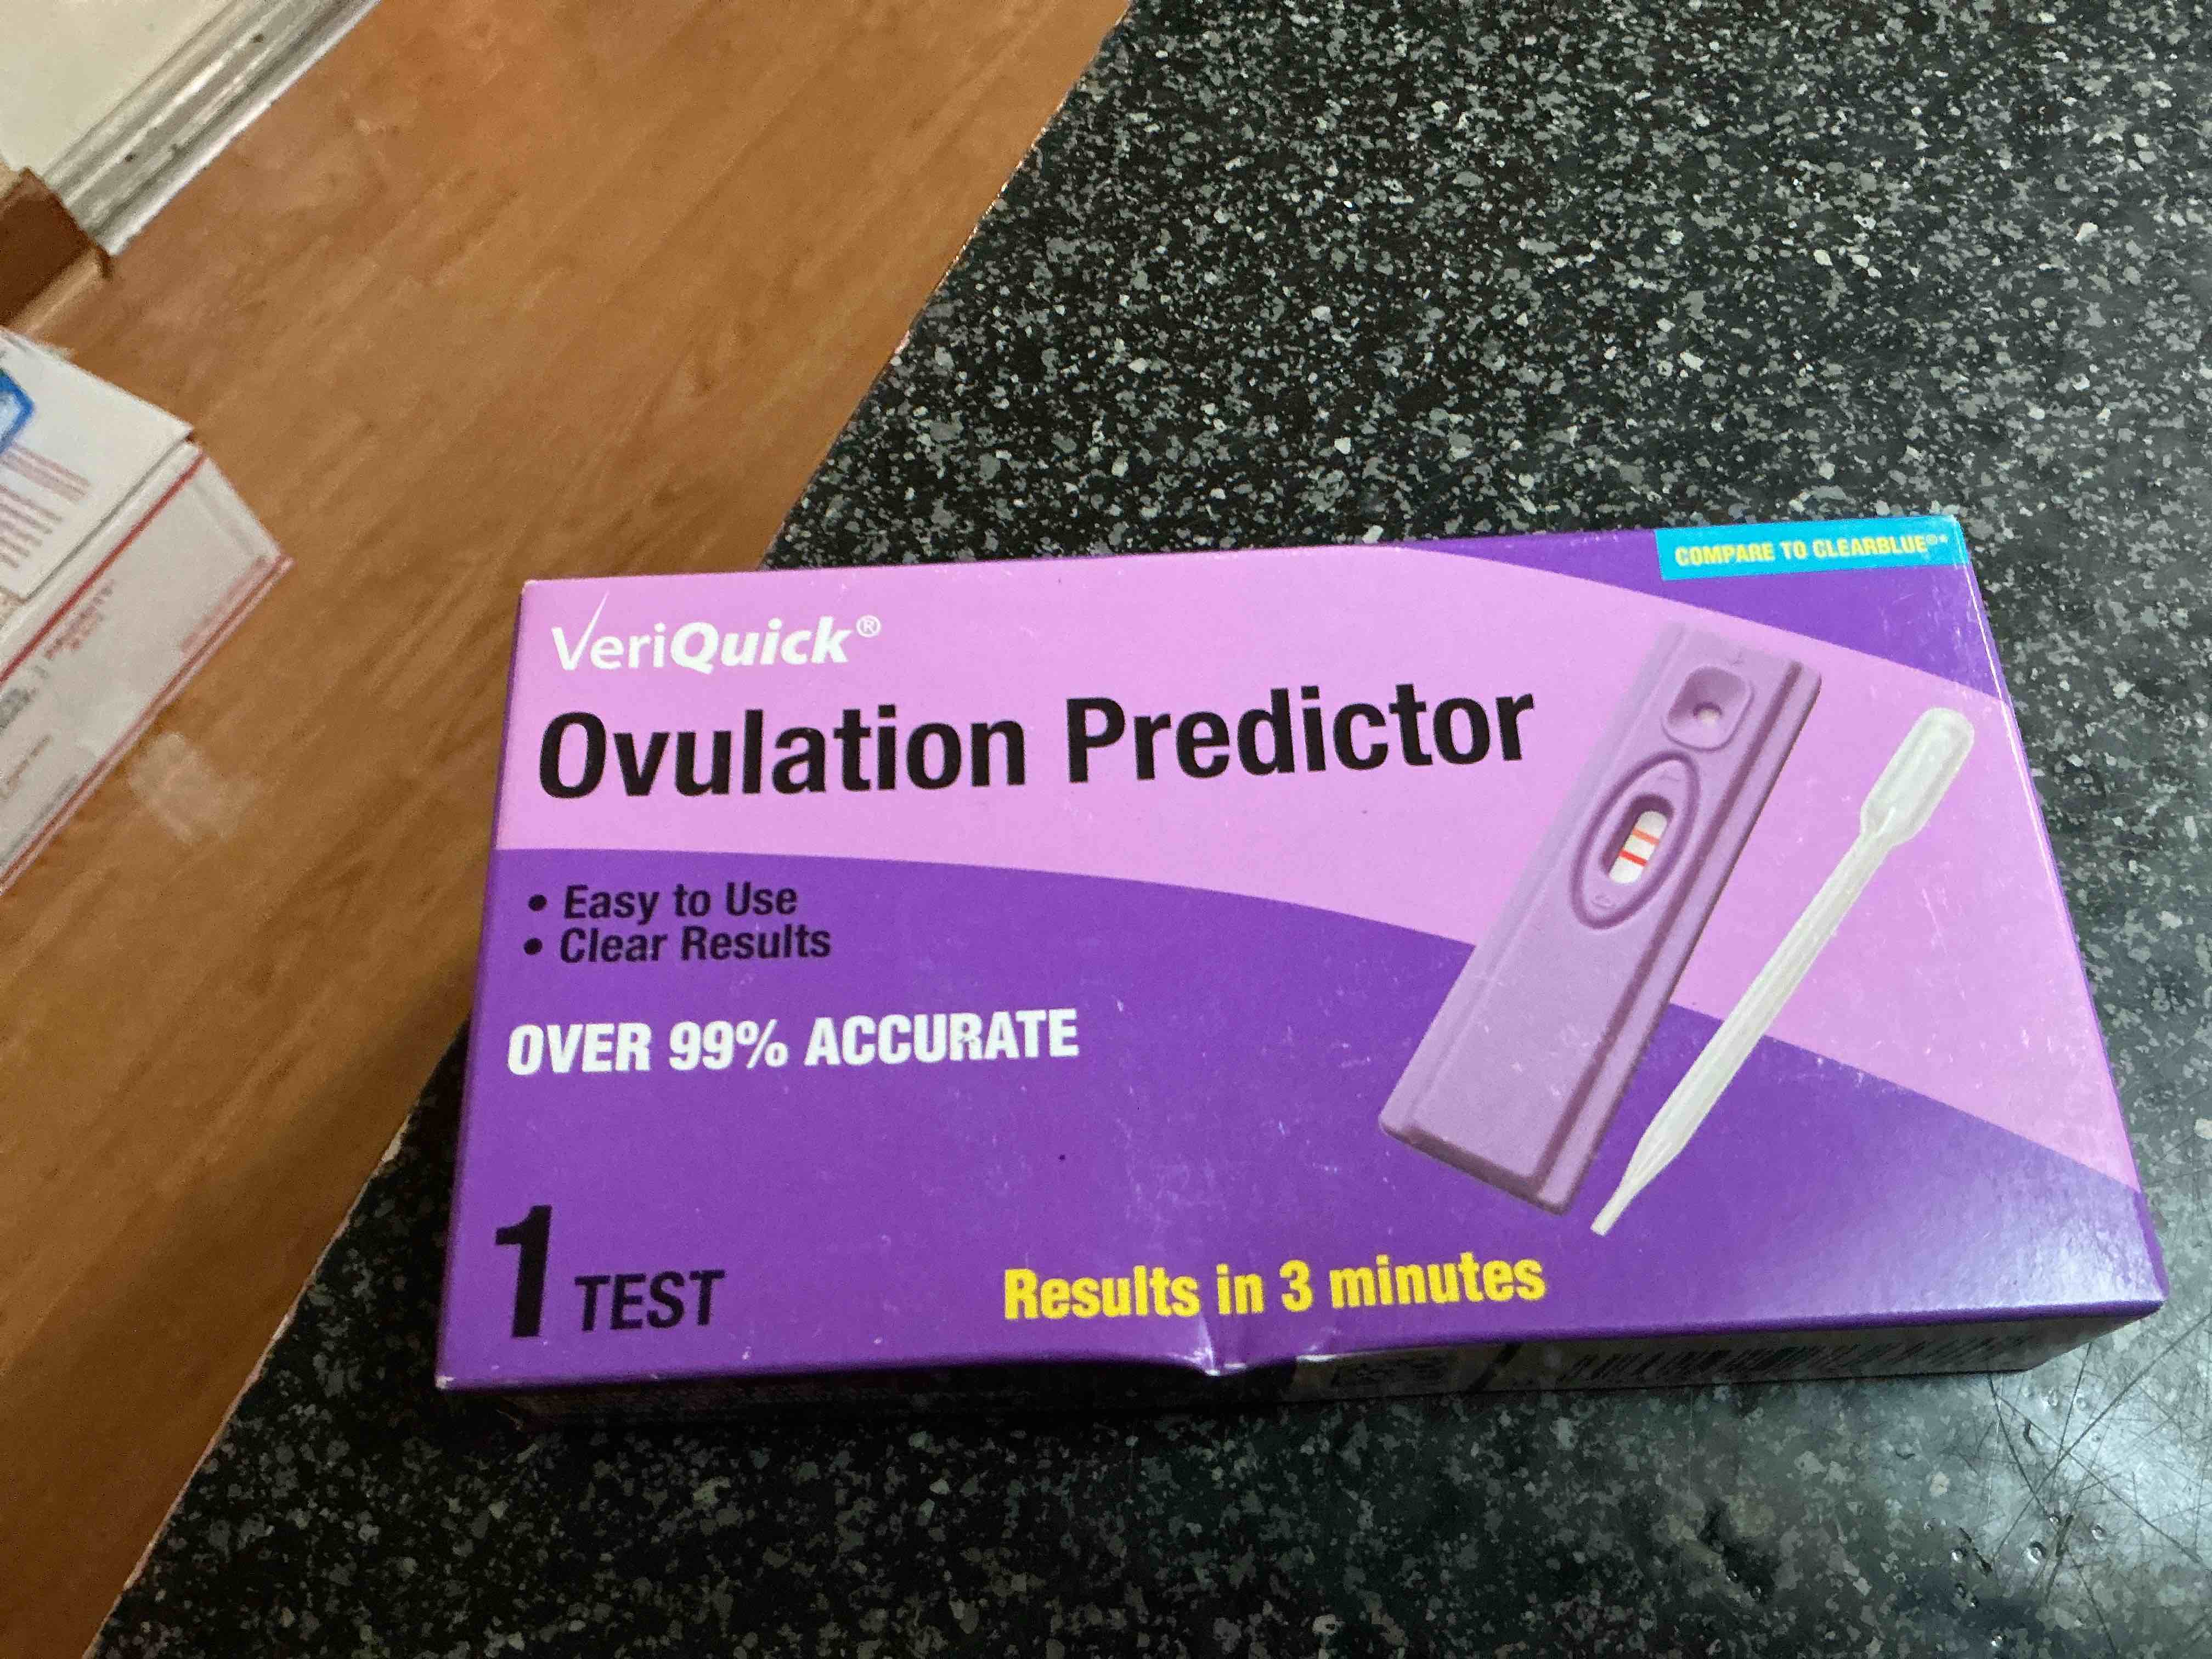 COMPARE TO CLEARBLUE®*
VeriQuick®
Ovulation Predictor
• Easy to Use
• Clear Results
OVER 99% ACCURATE
1 TEST
Results in 3 minutes